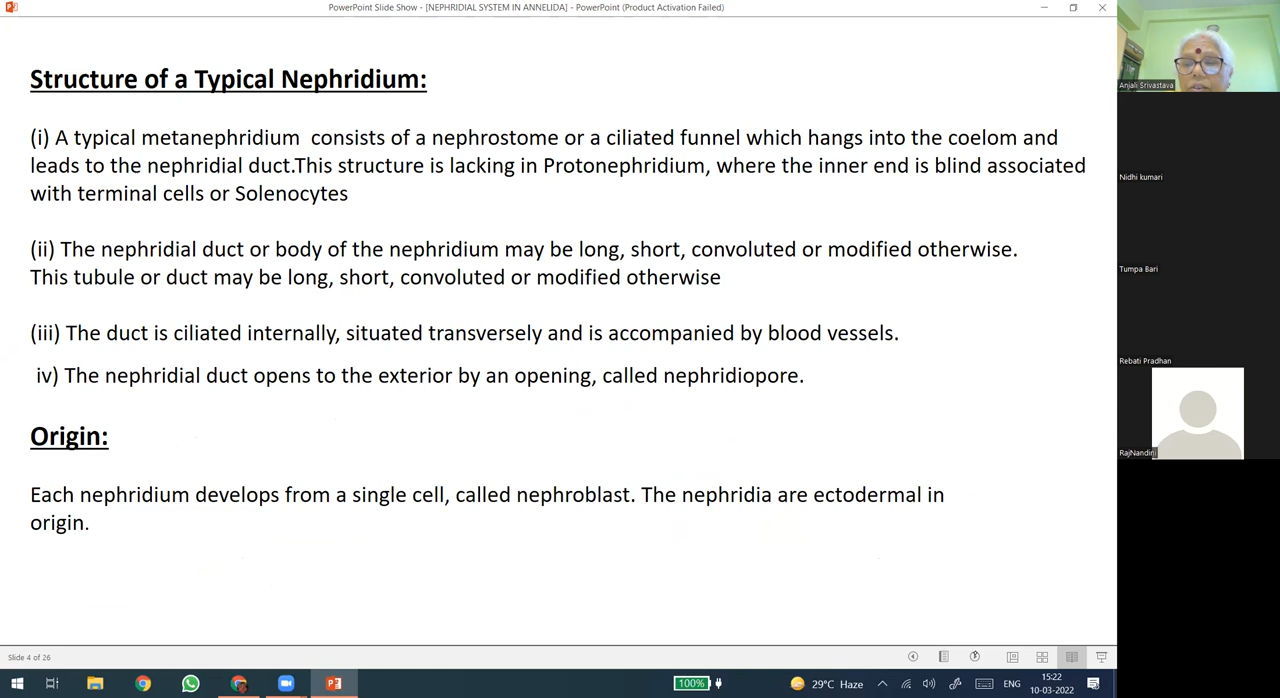 PowerPoint Slide Show - [NEPHRIDIAL SYSTEM IN ANNELIDA] - PowerPoint (Product Activation Failed)
Structure of a Typical Nephridium:
(i) A typical metanephridium consists of a nephrostome or a ciliated funnel which hangs into the coelom and
leads to the nephridial duct.This structure is lacking in Protonephridium, where the inner end is blind associated
with terminal cells or Solenocytes
(ii) The nephridial duct or body of the nephridium may be long, short, convoluted or modified otherwise.
This tubule or duct may be long, short, convoluted or modified otherwise
(iii) The duct is ciliated internally, situated transversely and is accompanied by blood vessels.
iv) The nephridial duct opens to the exterior by an opening, called nephridiopore.
Origin:
Each nephridium develops from a single cell, called nephroblast. The nephridia are ectodermal in
origin.
Anjali Srivastava
Nidhi kumari
Tumpa Bari
Rebati Pradhan
RajNandini
Slide 4 of 26
100%
29°C Haze
ENG
15:22
10-03-2022